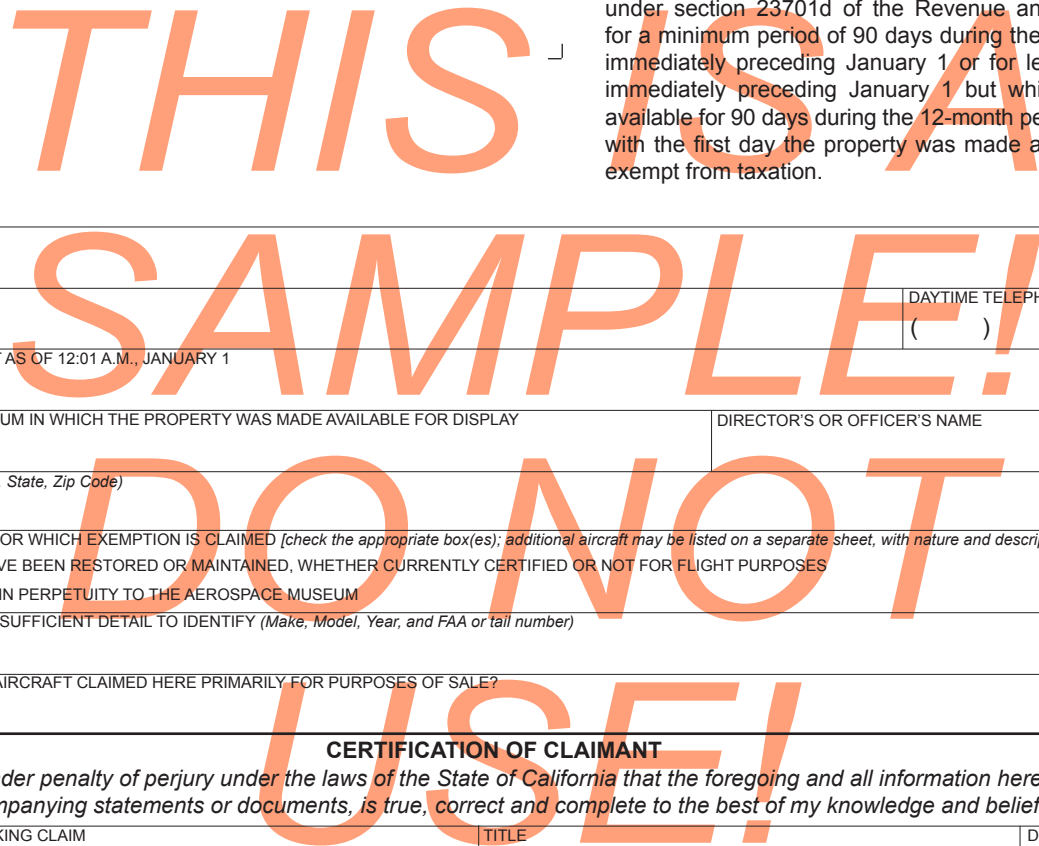 under section 23701d of the Revenue an
for a minimum period of 90 days during the
immediately preceding January 1 or for le
immediately preceding January 1 but whi
available for 90 days during the 12-month pe
with the first day the property was made a
exempt from taxation.
THIS IS A
SAMPLE!
DO NOT
USE!
DAYTIME TELEPH
( )
AS OF 12:01 A.M., JANUARY 1
UM IN WHICH THE PROPERTY WAS MADE AVAILABLE FOR DISPLAY
DIRECTOR'S OR OFFICER'S NAME
, State, Zip Code)
OR WHICH EXEMPTION IS CLAIMED [check the appropriate box(es); additional aircraft may be listed on a separate sheet, with nature and descri
VE BEEN RESTORED OR MAINTAINED, WHETHER CURRENTLY CERTIFIED OR NOT FOR FLIGHT PURPOSES
IN PERPETUITY TO THE AEROSPACE MUSEUM
SUFFICIENT DETAIL TO IDENTIFY (Make, Model, Year, and FAA or tail number)
AIRCRAFT CLAIMED HERE PRIMARILY FOR PURPOSES OF SALE?
CERTIFICATION OF CLAIMANT
der penalty of perjury under the laws of the State of California that the foregoing and all information here
mpanying statements or documents, is true, correct and complete to the best of my knowledge and belief
KING CLAIM
TITLE
D